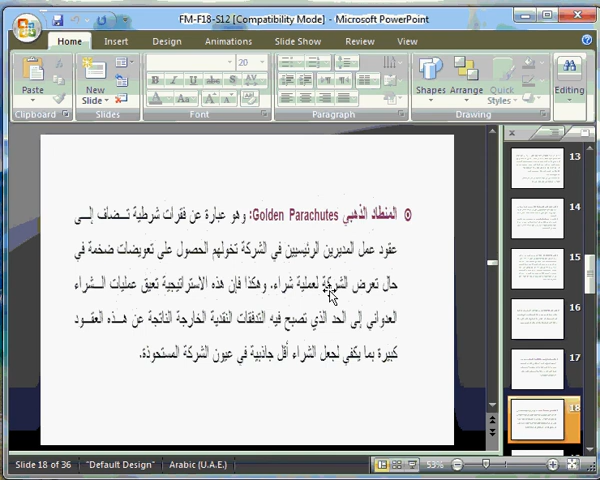 FM-F18-S12 [Compatibility Mode] - Microsoft PowerPoint
Home Insert Design Animations Slide Show Review View
Paste
New
Slide
Shapes
Arrange
Quick
Styles
Editing
Clipboard Slides Font Paragraph Drawing
20
المنطاد الذهبي Golden Parachutes: وهو عبارة عن فقرات شرطية تـــضاف إلـــى
عقود عمل المديرين الرئيسيين في الشركة تخولهم الحصول على تعويضات ضخمة في
حال تعرض الشركة لعملية شراء. وهكذا فإن هذه الاستراتيجية تعيق عمليات الـــشراء
العدواني إلى الحد الذي تصبح فيه التدفقات النقدية الخارجة الناتجة عن هـــذه العقـــود
كبيرة بما يكفي لجعل الشراء أقل جاذبية في عيون الشركة المستحوذة.
13
14
15
16
17
18
Slide 18 of 36 "Default Design" Arabic (U.A.E.) 53%